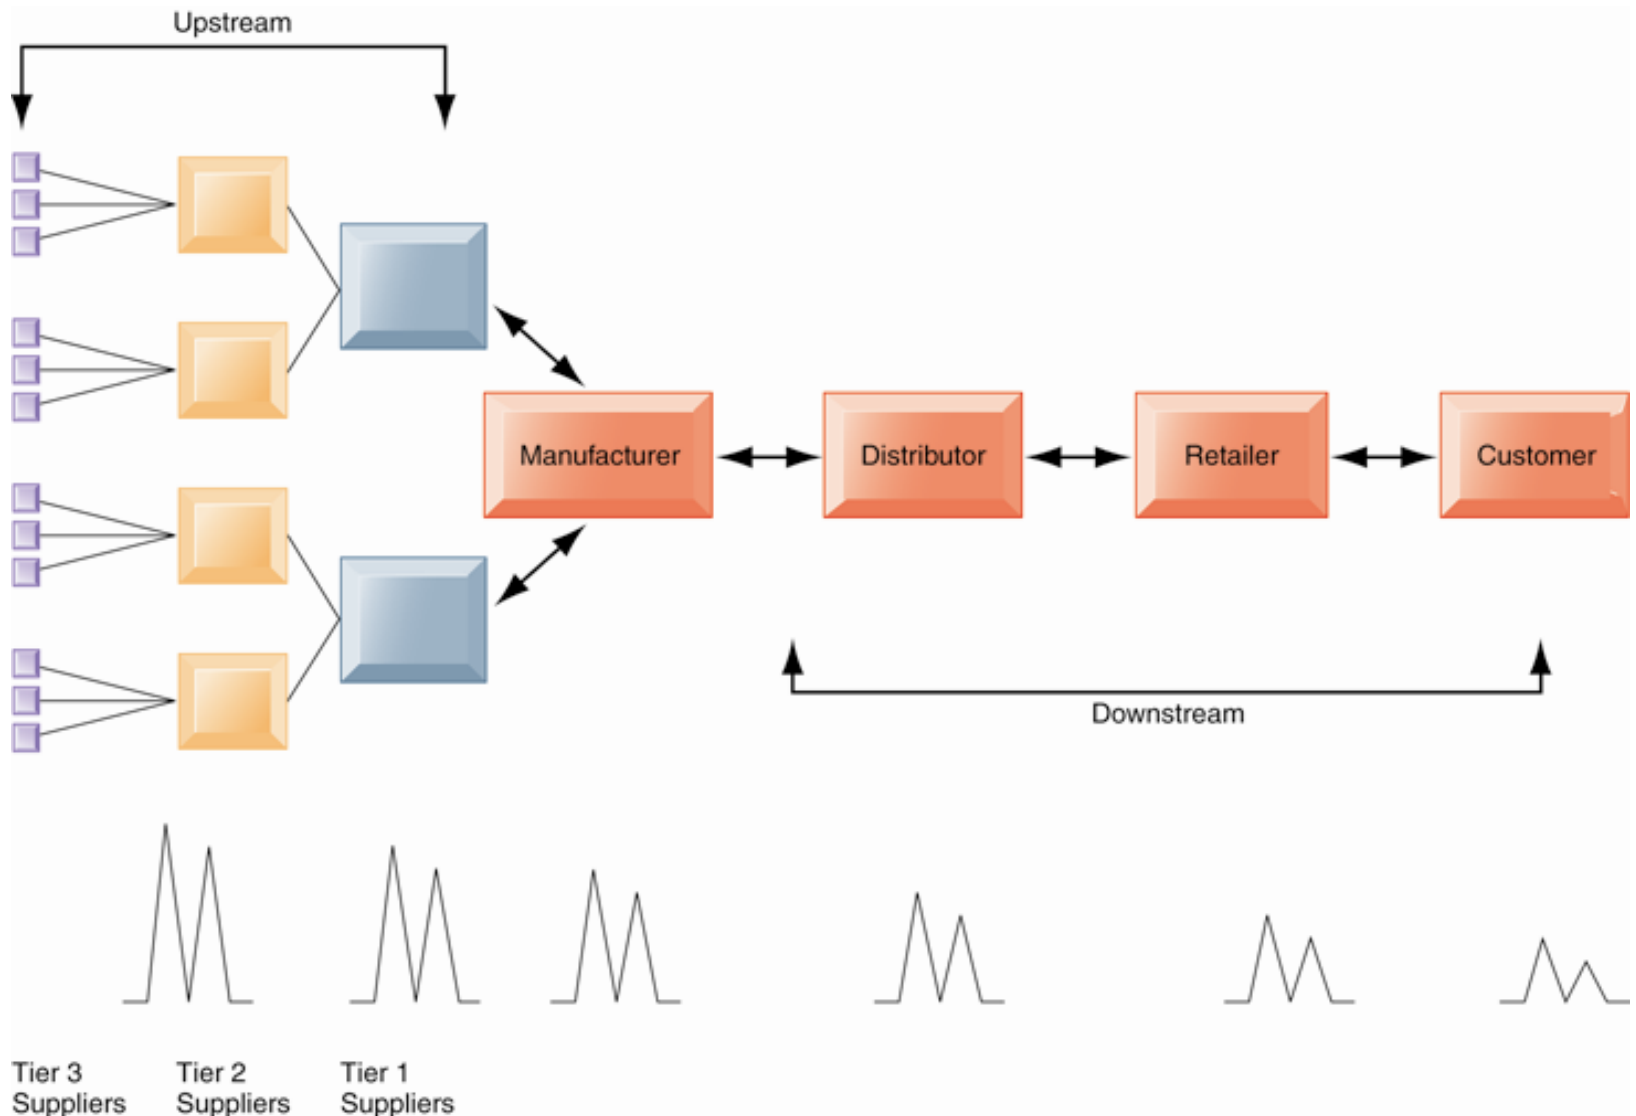 Upstream
Manufacturer
Distributor
Retailer
Customer
Downstream
Tier 3
Suppliers
Tier 2
Suppliers
Tier 1
Suppliers